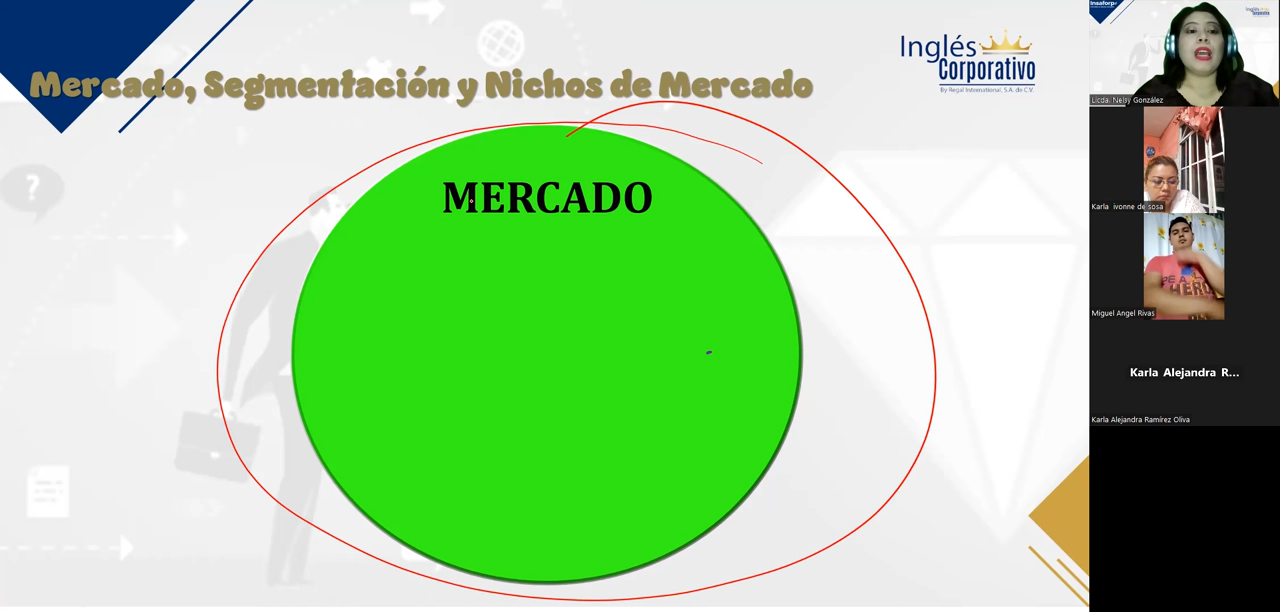 Mercado, Segmentación y Nichos de Mercado
Inglés
Corporativo
By Regal International, S.A. de C.V.
MERCADO
?
Insaforp
Licda. Neisy González
Karla ivonne de sosa
Miguel Angel Rivas
Karla Alejandra R...
Karla Alejandra Ramírez Oliva